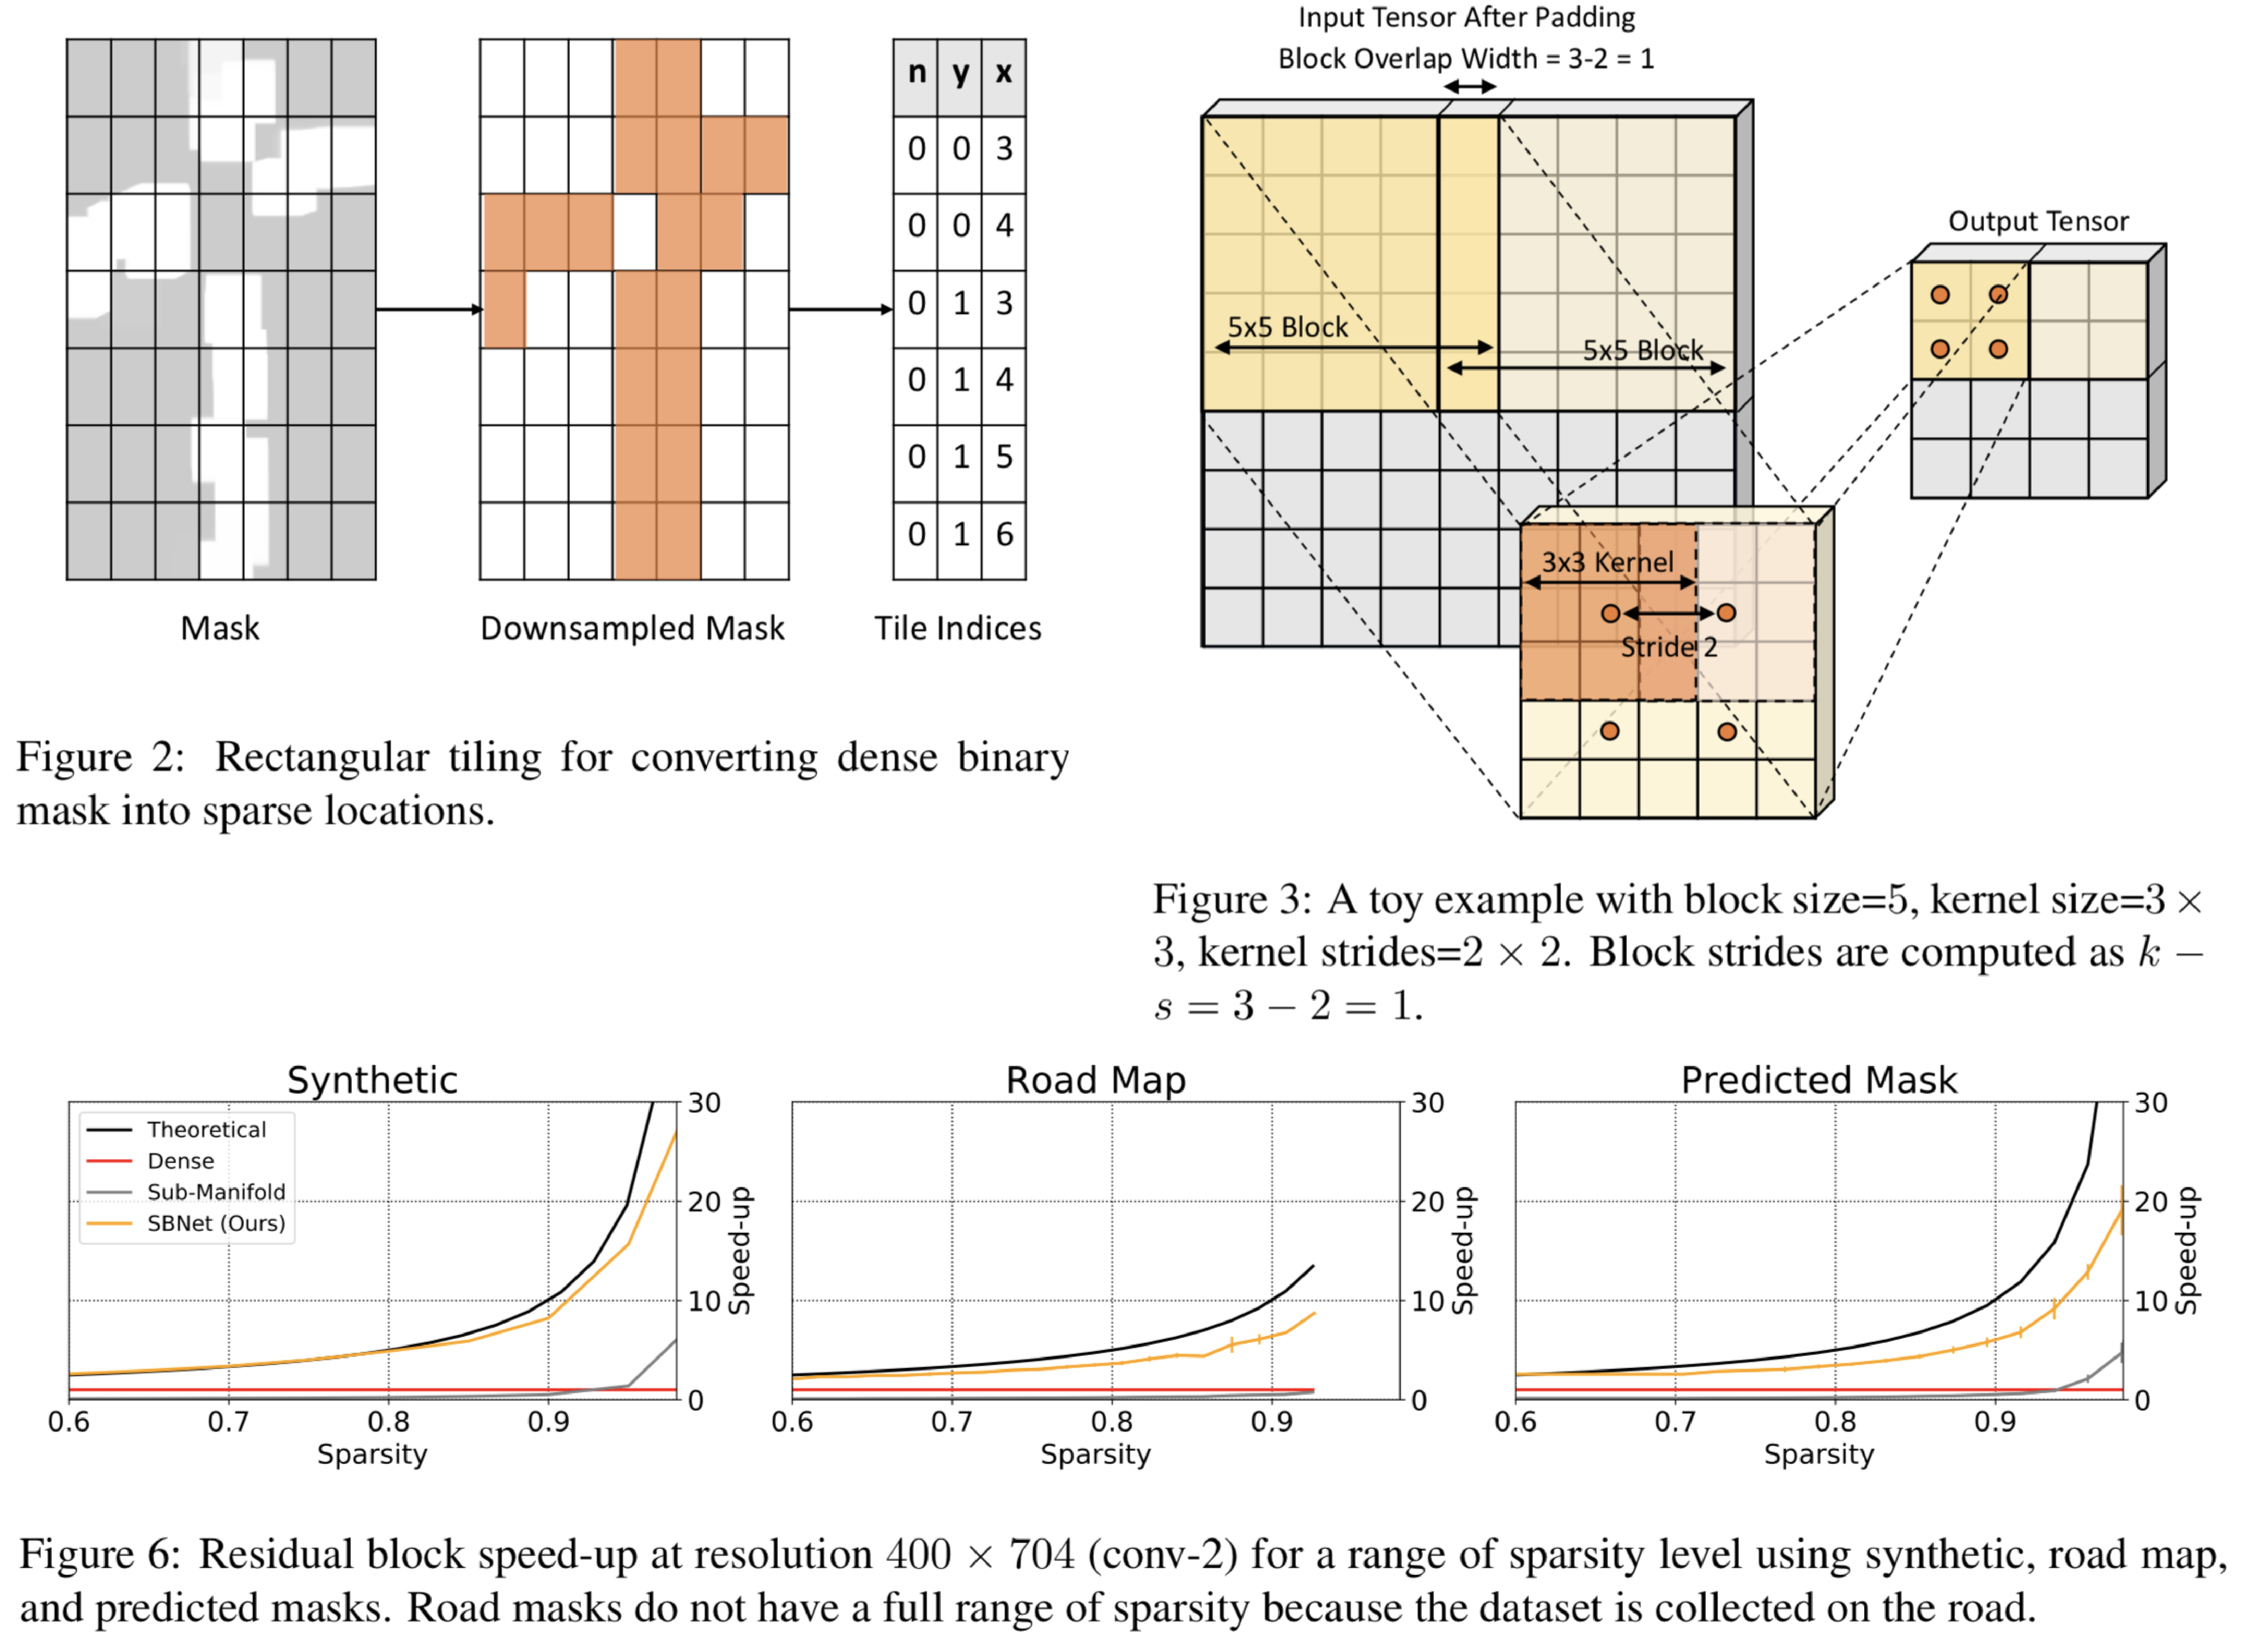 n y x
0 0 3
0 0 4
0 1 3
0 1 4
0 1 5
0 1 6
Mask
Downsampled Mask
Tile Indices
Figure 2: Rectangular tiling for converting dense binary
mask into sparse locations.
Input Tensor After Padding
Block Overlap Width = 3-2 = 1
5x5 Block
5x5 Block
Output Tensor
3x3 Kernel
Stride 2
Figure 3: A toy example with block size=5, kernel size=3 ×
3, kernel strides=2 × 2. Block strides are computed as k −
s = 3 − 2 = 1.
Synthetic
Theoretical
Dense
Sub-Manifold
SBNet (Ours)
30
20
10
0
Speed-up
0.6 0.7 0.8 0.9
Sparsity
Road Map
30
20
10
0
Speed-up
0.6 0.7 0.8 0.9
Sparsity
Predicted Mask
30
20
10
0
Speed-up
0.6 0.7 0.8 0.9
Sparsity
Figure 6: Residual block speed-up at resolution 400 × 704 (conv-2) for a range of sparsity level using synthetic, road map,
and predicted masks. Road masks do not have a full range of sparsity because the dataset is collected on the road.